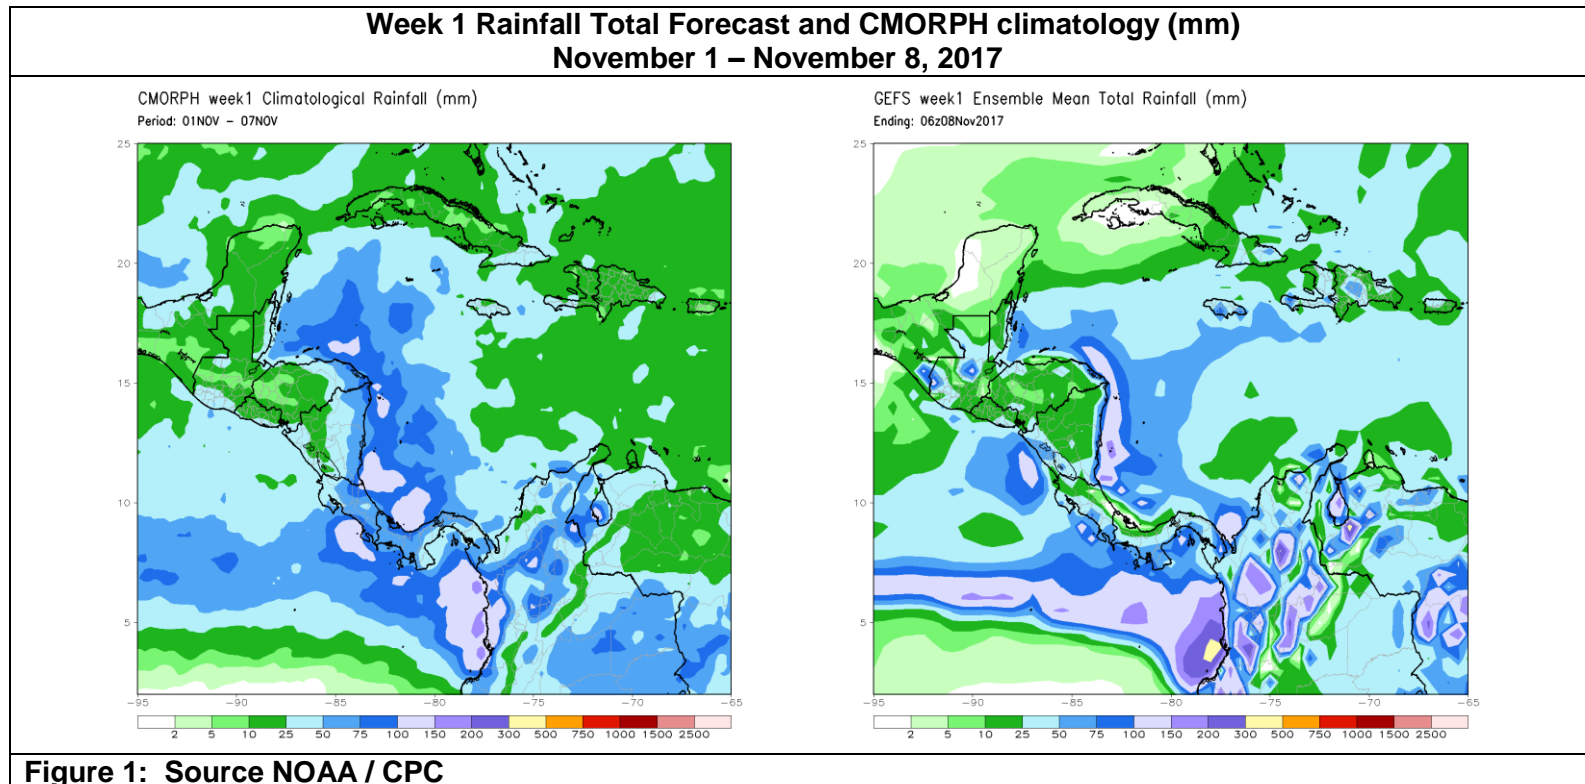 Week 1 Rainfall Total Forecast and CMORPH climatology (mm)
November 1 – November 8, 2017
CMORPH week1 Climatological Rainfall (mm)
Period: 01NOV – 07NOV
25
20
15
10
5
-95 -90 -85 -80 -75 -70 -65
2 5 10 25 50 75 100 150 200 300 500 750 1000 1500 2500
GEFS week1 Ensemble Mean Total Rainfall (mm)
Ending: 06z08Nov2017
25
20
15
10
5
-95 -90 -85 -80 -75 -70 -65
2 5 10 25 50 75 100 150 200 300 500 750 1000 1500 2500
Figure 1: Source NOAA / CPC